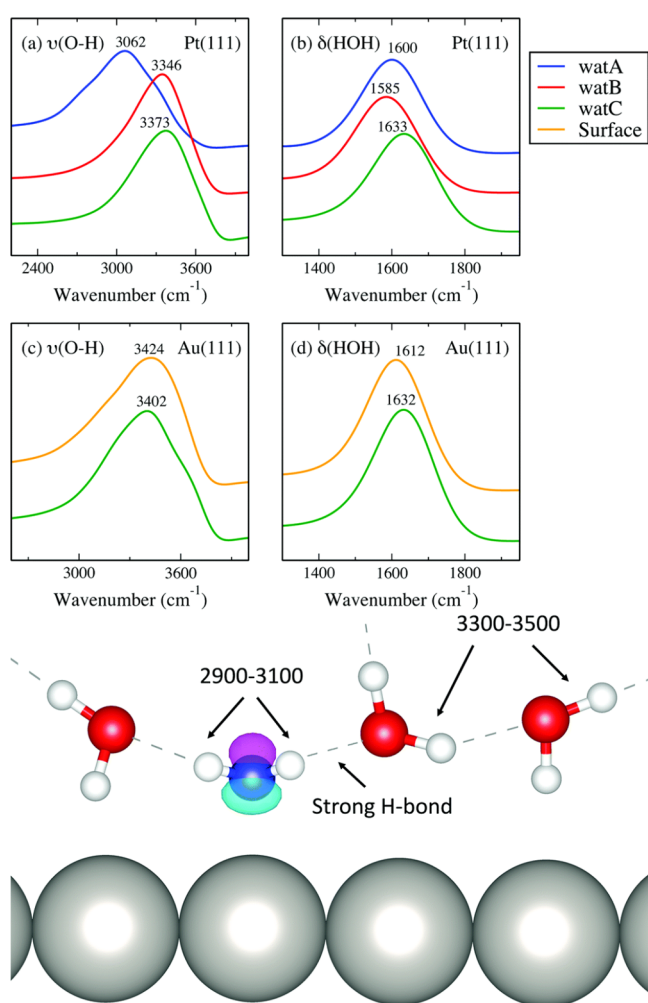 (a) υ(O-H) 3062 Pt(111)
3346
3373
2400 3000 3600
Wavenumber (cm⁻¹)
(b) δ(HOH) 1600 Pt(111)
1585
1633
1400 1600 1800
Wavenumber (cm⁻¹)
watA
watB
watC
Surface
(c) υ(O-H) 3424 Au(111)
3402
3000 3600
Wavenumber (cm⁻¹)
(d) δ(HOH) 1612 Au(111)
1632
1400 1600 1800
Wavenumber (cm⁻¹)
3300-3500
2900-3100
Strong H-bond